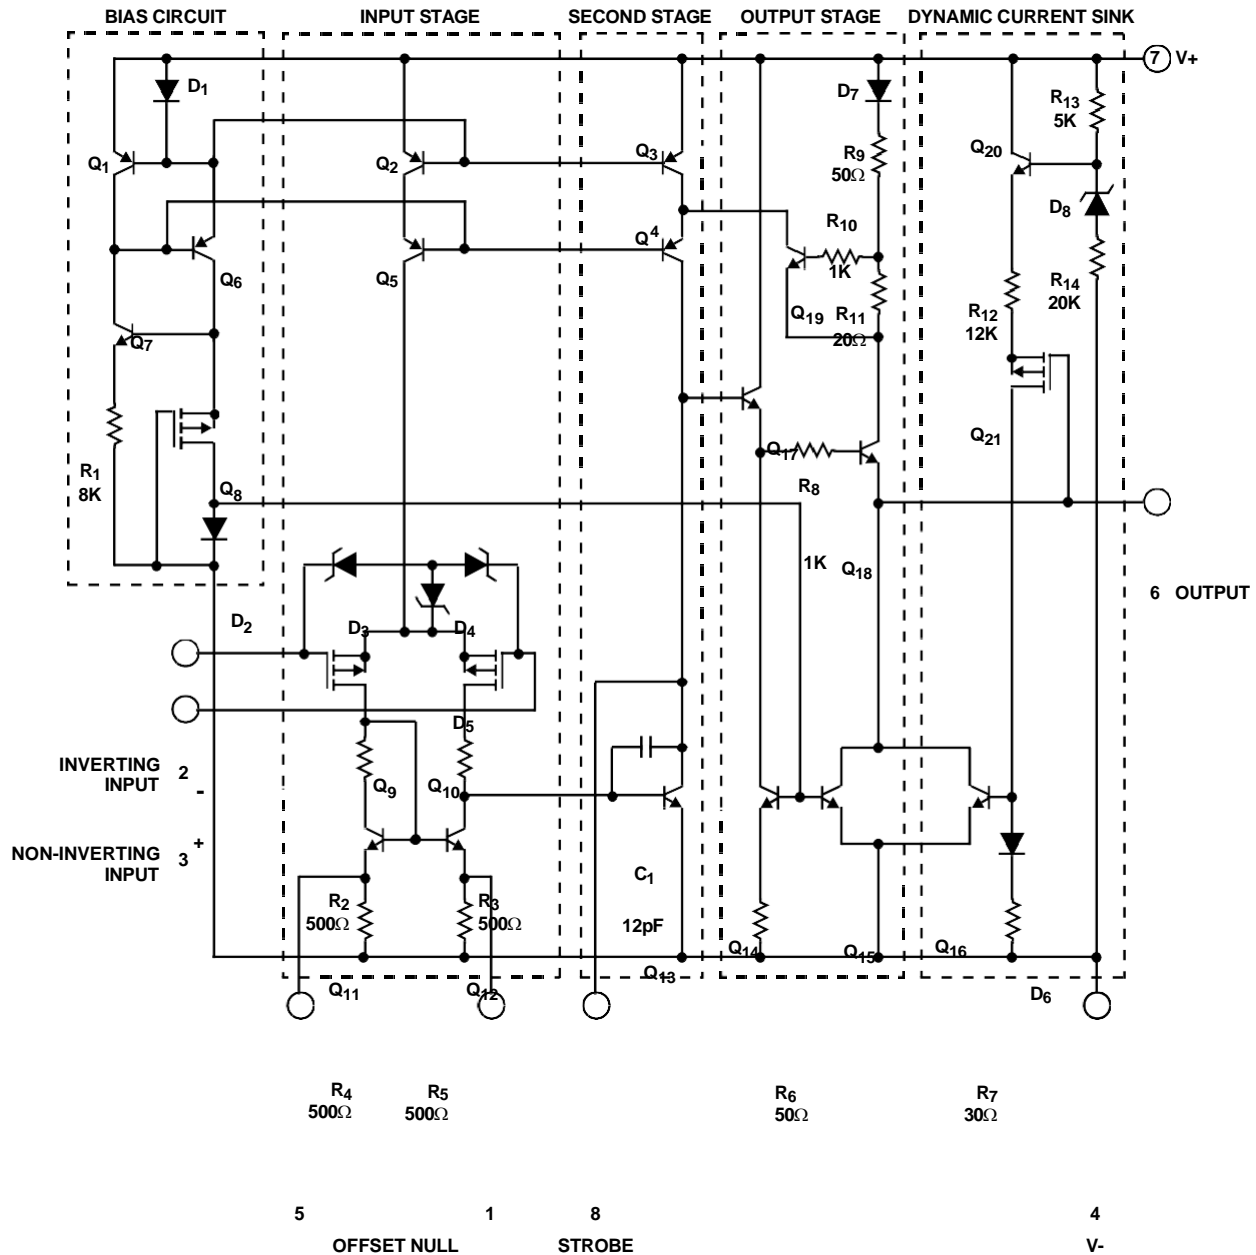 BIAS CIRCUIT
INPUT STAGE
SECOND STAGE
OUTPUT STAGE
DYNAMIC CURRENT SINK
7 V+
D1
D7
R13
5K
Q1
Q2
Q3
R9
50Ω
Q20
D8
Q4
R10
1K
Q6
Q5
R14
20K
Q19
R11
20Ω
R12
12K
Q7
Q21
Q17
R1
8K
Q8
R8
1K
Q18
6 OUTPUT
D2
D3
D4
D5
INVERTING
INPUT
2
-
Q9
Q10
NON-INVERTING
INPUT
3
+
C1
12pF
R2
500Ω
R3
500Ω
Q14
Q15
Q16
Q13
Q11
Q12
D6
R4
500Ω
R5
500Ω
R6
50Ω
R7
30Ω
5
1
8
4
OFFSET NULL
STROBE
V-